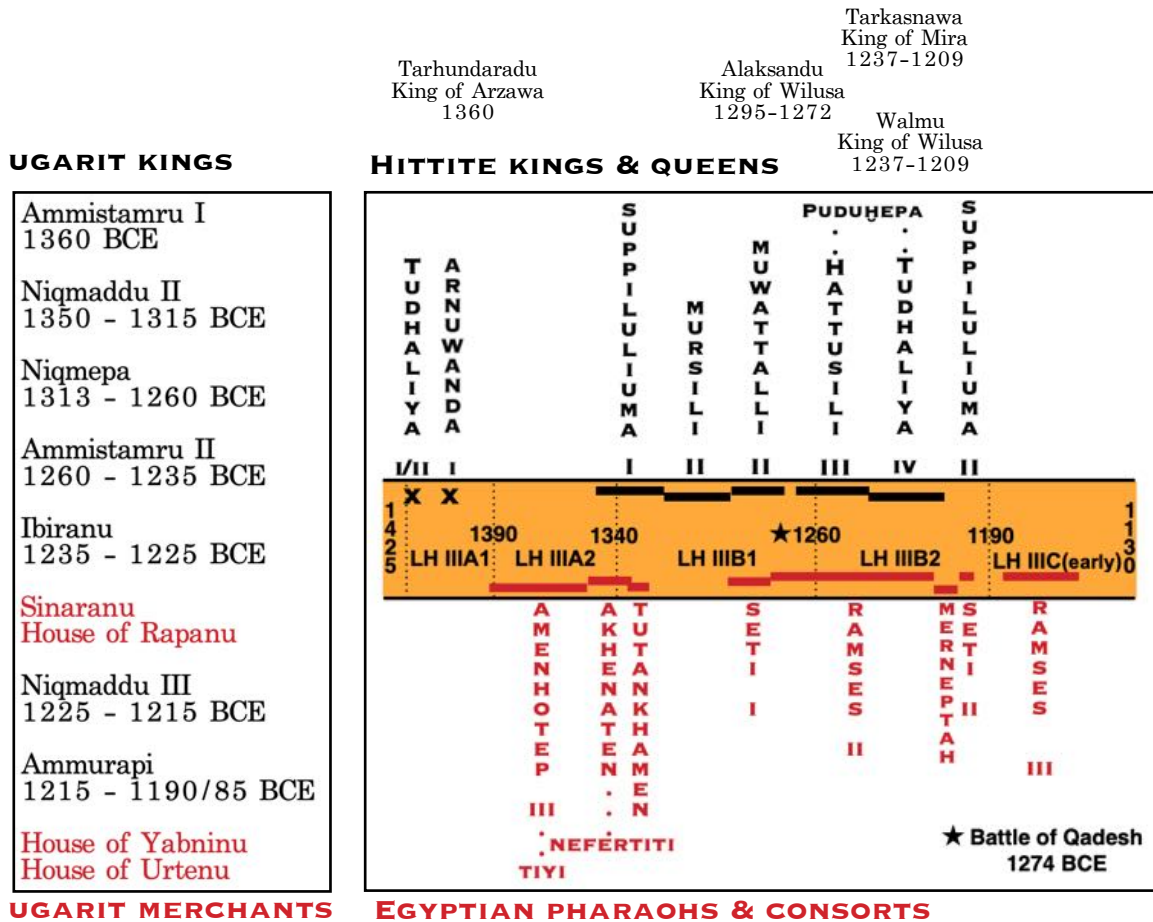 Tarkasnawa
King of Mira
1237-1209
Tarhundaradu
King of Arzawa
1360
Alaksandu
King of Wilusa
1295-1272
Walmu
King of Wilusa
1237-1209
UGARIT KINGS
HITTITE KINGS & QUEENS
Ammistamru I
1360 BCE
Niqmaddu II
1350 - 1315 BCE
Niqmepa
1313 - 1260 BCE
Ammistamru II
1260 - 1235 BCE
Ibiranu
1235 - 1225 BCE
Sinaranu
House of Rapanu
Niqmaddu III
1225 - 1215 BCE
Ammurapi
1215 - 1190/85 BCE
House of Yabninu
House of Urtenu
UGARIT MERCHANTS
TUDHALIYA I/II
ARNUWANDA I
SUPPILULIUMA I
MURSILI II
MUWATTALLI II
PUDUḪEPA
HATTUSILI III
TUDHALIYA IV
SUPPILULIUMA II
X X
1425
1390 1340 ★1260 1190
LH IIIA1 LH IIIA2 LH IIIB1 LH IIIB2 LH IIIC(early)
1130
AMENHOTEP III
TIYI
AKHENATEN
NEFERTITI
TUTANKHAMEN
SETI I
RAMSES II
MERNEPTAH
SETI II
RAMSES III
★ Battle of Qadesh
1274 BCE
EGYPTIAN PHARAOHS & CONSORTS